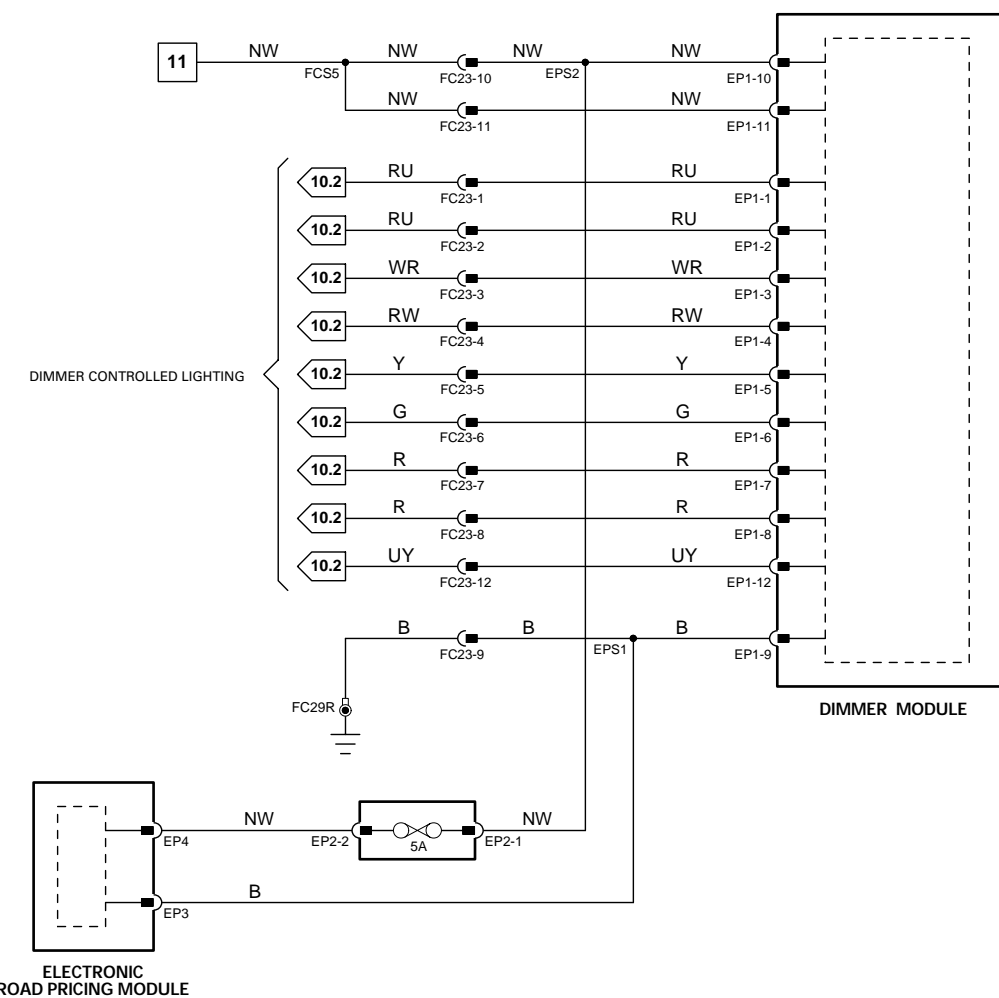 11 NW NW NW NW
FCS5 FC23-10 EPS2 EP1-10
NW NW
FC23-11 EP1-11
10.2 RU RU
FC23-1 EP1-1
10.2 RU RU
FC23-2 EP1-2
10.2 WR WR
FC23-3 EP1-3
10.2 RW RW
FC23-4 EP1-4
DIMMER CONTROLLED LIGHTING
10.2 Y Y
FC23-5 EP1-5
10.2 G G
FC23-6 EP1-6
10.2 R R
FC23-7 EP1-7
10.2 R R
FC23-8 EP1-8
10.2 UY UY
FC23-12 EP1-12
B B B
FC23-9 EPS1 EP1-9
FC29R
DIMMER MODULE
NW NW
EP4 EP2-2 5A EP2-1
B
EP3
ELECTRONIC
ROAD PRICING MODULE